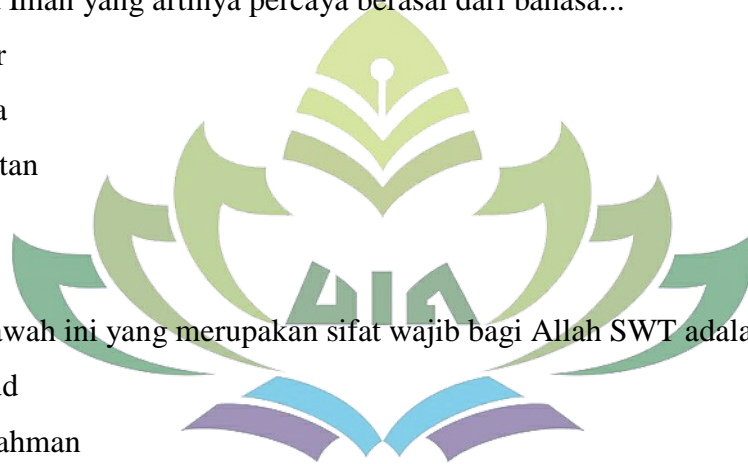 Iman yang artinya percaya berasal dari bahasa...
tan
UIN
awah ini yang merupakan sifat wajib bagi Allah SWT adala
ahman